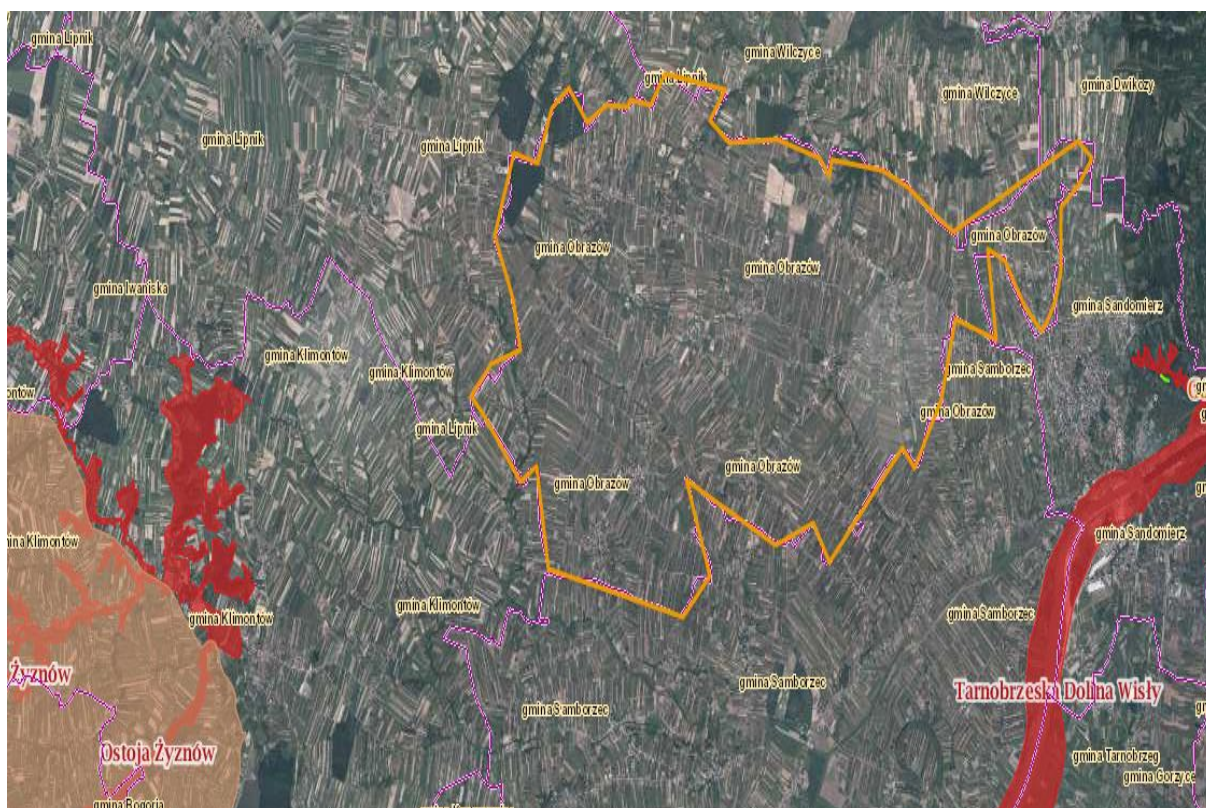 gmina Lipnik
gmina Wilczyce
gmina Lipnik
gmina Wilczyce
gmina Dwikozy
gmina Lipnik
gmina Lipnik
gmina Obrazów
gmina Obrazów
gmina Obrazów
gmina Iwaniska
gmina Sandomierz
gmina Klimontów
gmina Klimontów
gmina Samborzec
gmina Obrazów
gmina Lipnik
gmina Obrazów
gmina Obrazów
gmina Sandomierz
gmina Klimontów
gmina Klimontów
gmina Samborzec
Żyznów
gmina Samborzec
Tarnobrzeska Dolina Wisły
gmina Samborzec
Ostoja Żyznów
gmina Tarnobrzeg
gmina Gorzyce
gmina Bogoria